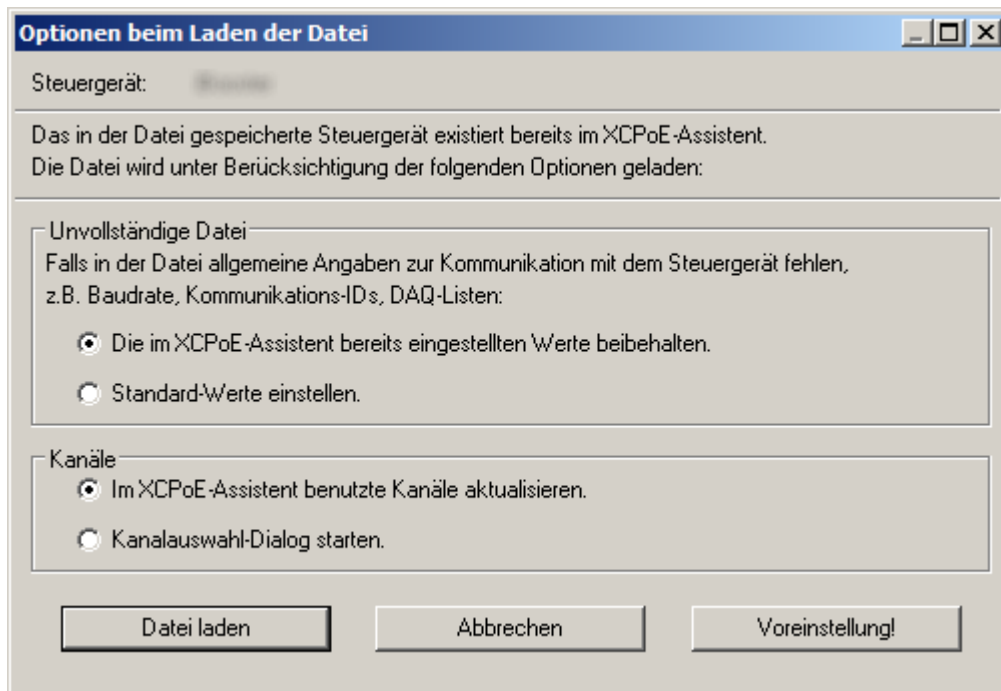 Optionen beim Laden der Datei
Steuergerät:
Das in der Datei gespeicherte Steuergerät existiert bereits im XCPoE-Assistent.
Die Datei wird unter Berücksichtigung der folgenden Optionen geladen:
Unvollständige Datei
Falls in der Datei allgemeine Angaben zur Kommunikation mit dem Steuergerät fehlen,
z.B. Baudrate, Kommunikations-IDs, DAQ-Listen:
Die im XCPoE-Assistent bereits eingestellten Werte beibehalten.
Standard-Werte einstellen.
Kanäle
Im XCPoE-Assistent benutzte Kanäle aktualisieren.
Kanalauswahl-Dialog starten.
Datei laden Abbrechen Voreinstellung!